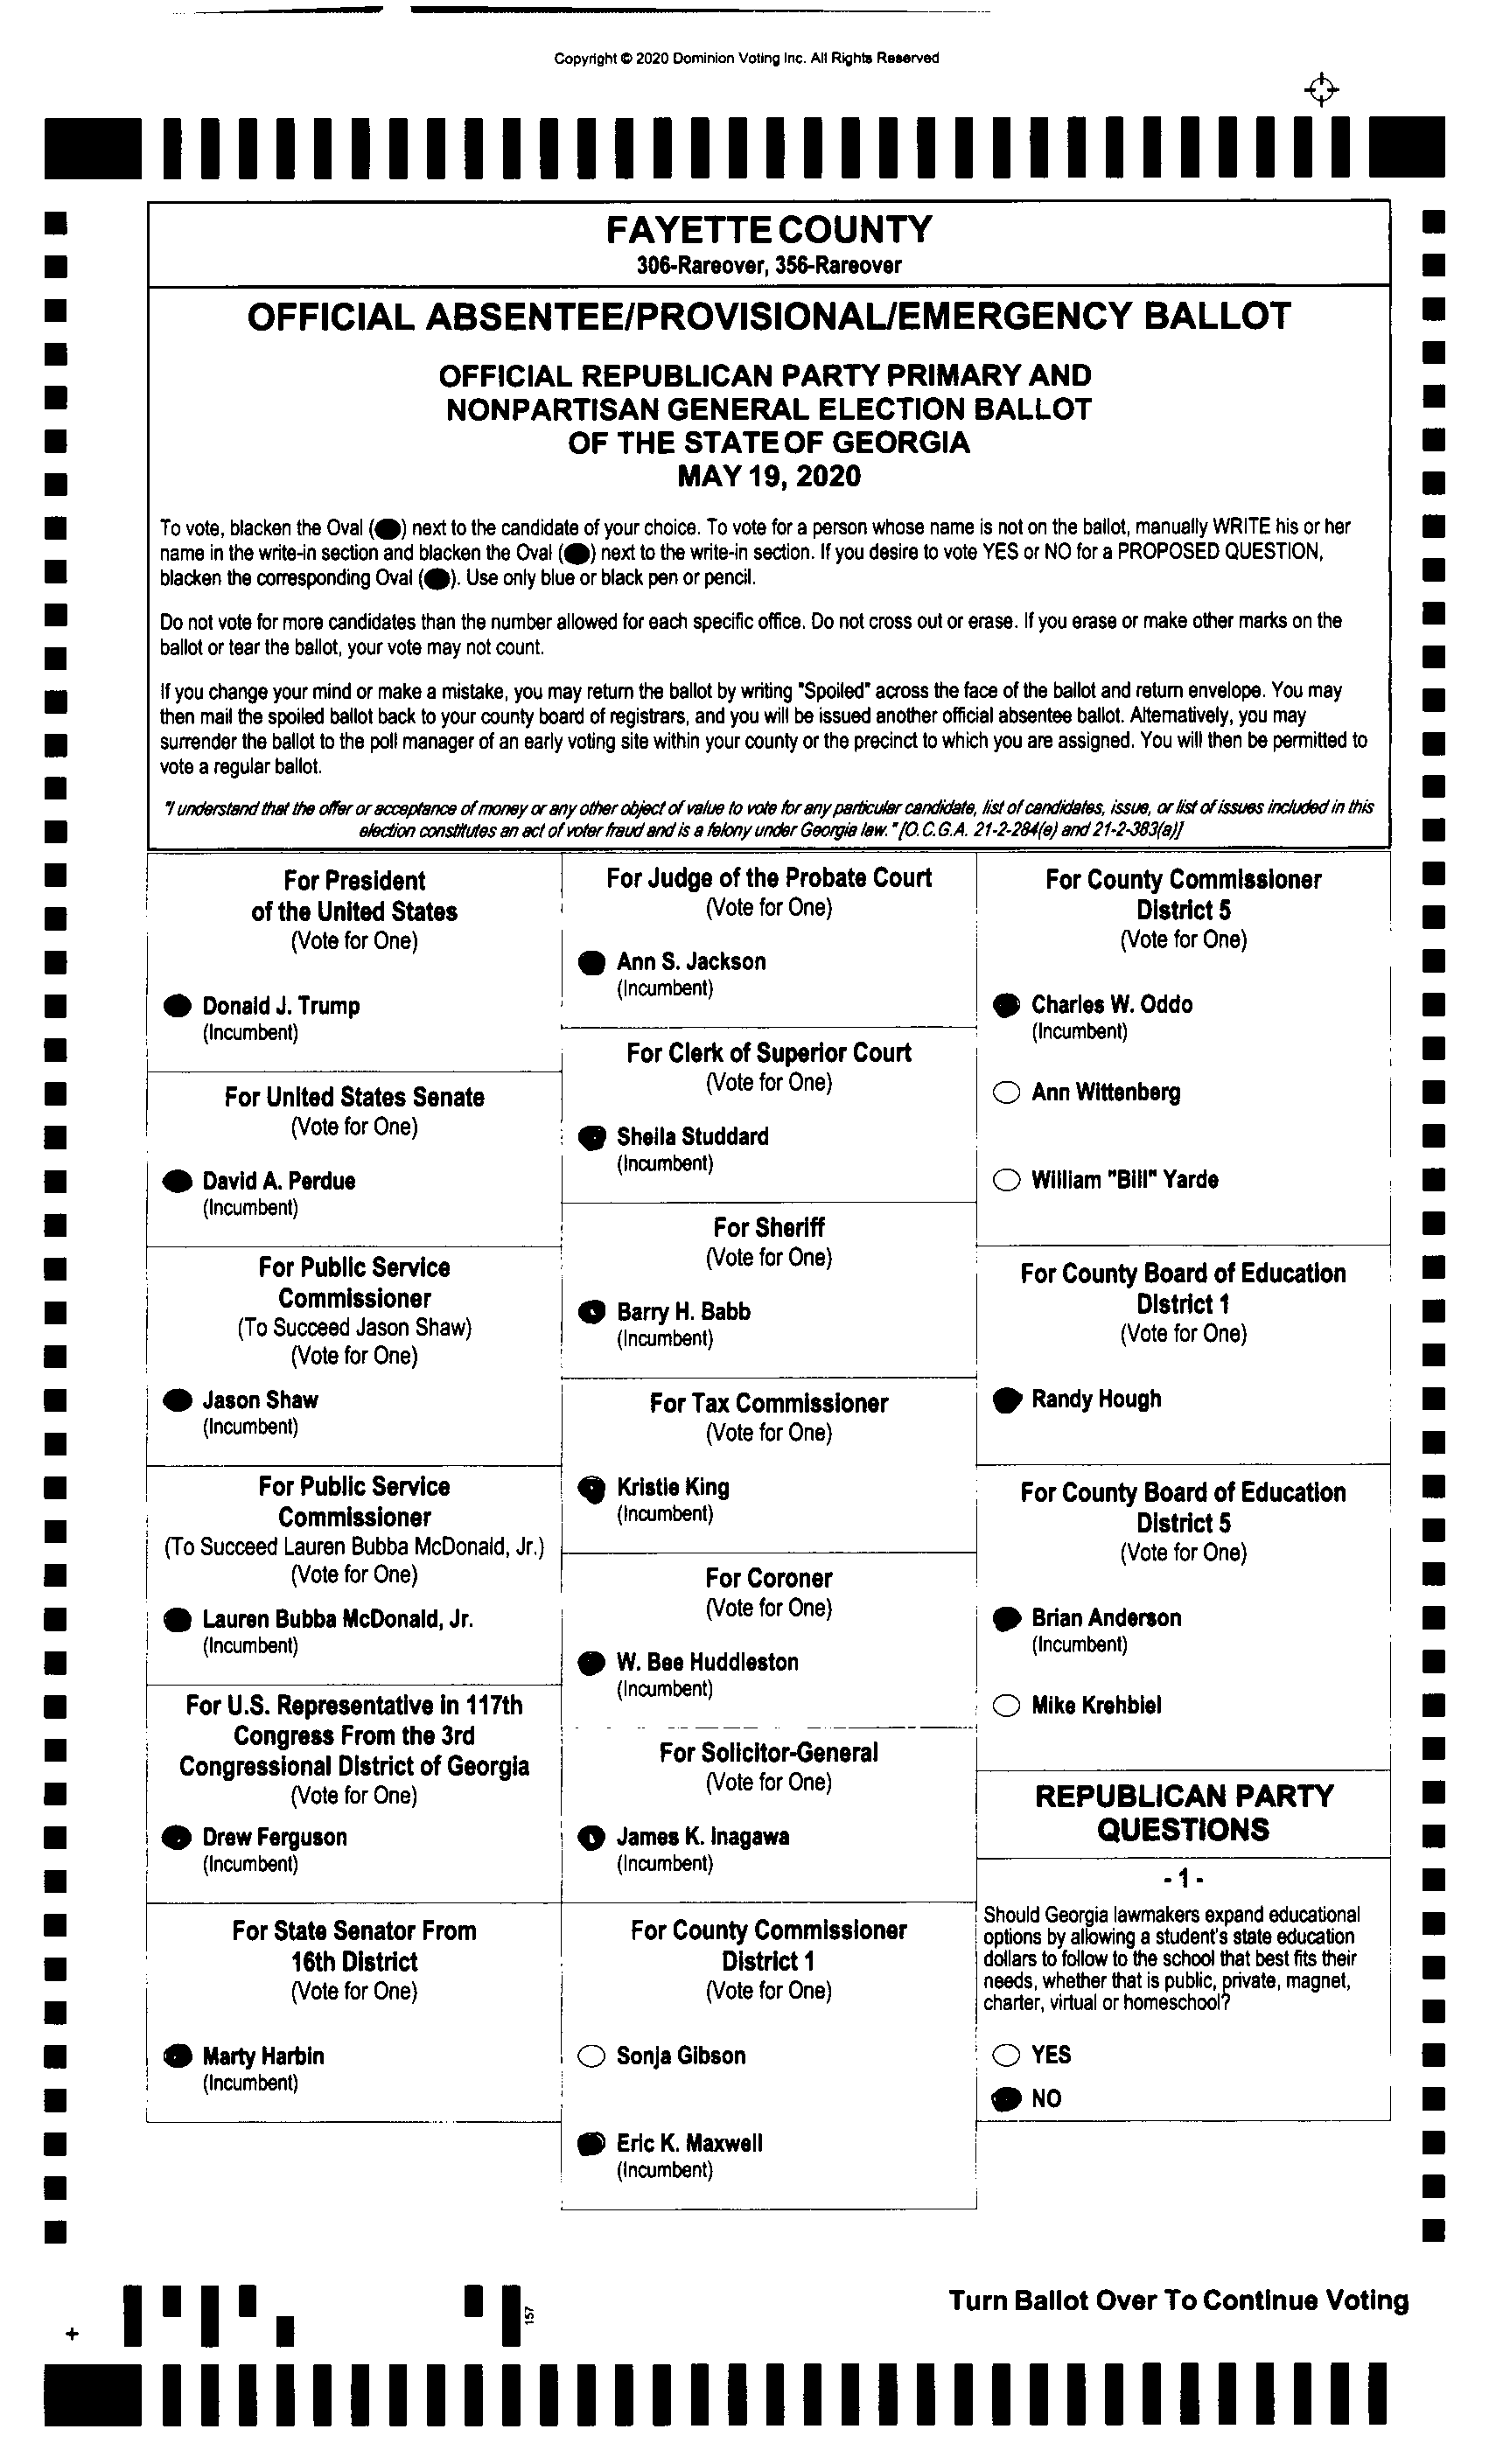 Copyright © 2020 Dominion Voting Inc. All Rights Reserved
FAYETTE COUNTY
306-Rareover, 356-Rareover
OFFICIAL ABSENTEE/PROVISIONAL/EMERGENCY BALLOT
OFFICIAL REPUBLICAN PARTY PRIMARY AND
NONPARTISAN GENERAL ELECTION BALLOT
OF THE STATE OF GEORGIA
MAY 19, 2020
To vote, blacken the Oval ( ) next to the candidate of your choice. To vote for a person whose name is not on the ballot, manually WRITE his or her
name in the write-in section and blacken the Oval ( ) next to the write-in section. If you desire to vote YES or NO for a PROPOSED QUESTION,
blacken the corresponding Oval ( ). Use only blue or black pen or pencil.
Do not vote for more candidates than the number allowed for each specific office. Do not cross out or erase. If you erase or make other marks on the
ballot or tear the ballot, your vote may not count.
If you change your mind or make a mistake, you may return the ballot by writing "Spoiled" across the face of the ballot and return envelope. You may
then mail the spoiled ballot back to your county board of registrars, and you will be issued another official absentee ballot. Alternatively, you may
surrender the ballot to the poll manager of an early voting site within your county or the precinct to which you are assigned. You will then be permitted to
vote a regular ballot.
"I understand that the offer or acceptance of money or any other object of value to vote for any particular candidate, list of candidates, issue, or list of issues included in this
election constitutes an act of voter fraud and is a felony under Georgia law." [O.C.G.A. 21-2-284(e) and 21-2-383(a)]
For President
of the United States
(Vote for One)
Donald J. Trump
(Incumbent)
For United States Senate
(Vote for One)
David A. Perdue
(Incumbent)
For Public Service
Commissioner
(To Succeed Jason Shaw)
(Vote for One)
Jason Shaw
(Incumbent)
For Public Service
Commissioner
(To Succeed Lauren Bubba McDonald, Jr.)
(Vote for One)
Lauren Bubba McDonald, Jr.
(Incumbent)
For U.S. Representative in 117th
Congress From the 3rd
Congressional District of Georgia
(Vote for One)
Drew Ferguson
(Incumbent)
For State Senator From
16th District
(Vote for One)
Marty Harbin
(Incumbent)
For Judge of the Probate Court
(Vote for One)
Ann S. Jackson
(Incumbent)
For Clerk of Superior Court
(Vote for One)
Sheila Studdard
(Incumbent)
For Sheriff
(Vote for One)
Barry H. Babb
(Incumbent)
For Tax Commissioner
(Vote for One)
Kristie King
(Incumbent)
For Coroner
(Vote for One)
W. Bee Huddleston
(Incumbent)
For Solicitor-General
(Vote for One)
James K. Inagawa
(Incumbent)
For County Commissioner
District 1
(Vote for One)
Sonja Gibson
Eric K. Maxwell
(Incumbent)
For County Commissioner
District 5
(Vote for One)
Charles W. Oddo
(Incumbent)
Ann Wittenberg
William "Bill" Yarde
For County Board of Education
District 1
(Vote for One)
Randy Hough
For County Board of Education
District 5
(Vote for One)
Brian Anderson
(Incumbent)
Mike Krehbiel
REPUBLICAN PARTY
QUESTIONS
- 1 -
Should Georgia lawmakers expand educational
options by allowing a student's state education
dollars to follow to the school that best fits their
needs, whether that is public, private, magnet,
charter, virtual or homeschool?
YES
NO
157
Turn Ballot Over To Continue Voting